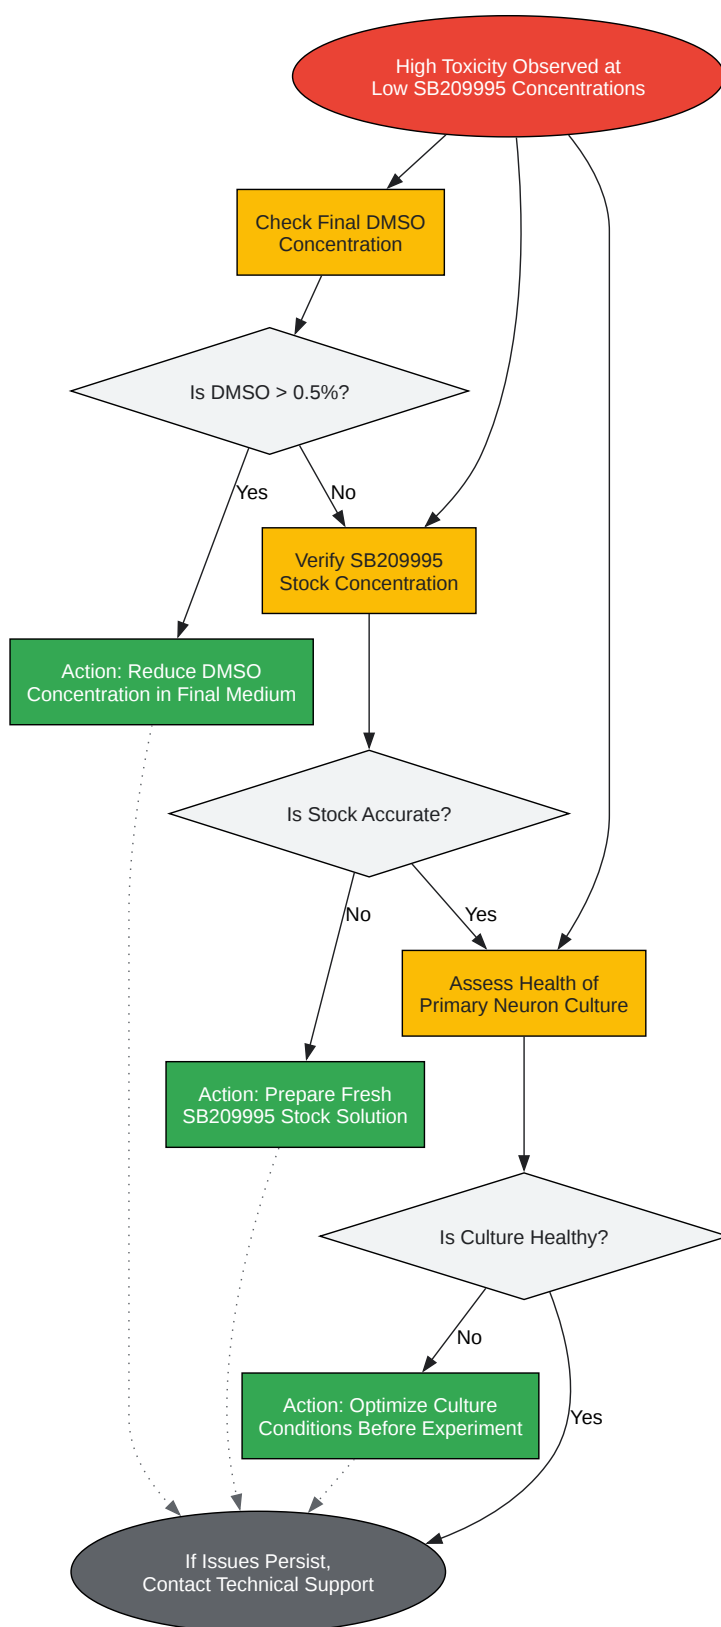 High Toxicity Observed at
Low SB209995 Concentrations
Check Final DMSO
Concentration
Is DMSO > 0.5%?
Yes
No
Verify SB209995
Stock Concentration
Action: Reduce DMSO
Concentration in Final Medium
Is Stock Accurate?
No
Yes
Assess Health of
Primary Neuron Culture
Action: Prepare Fresh
SB209995 Stock Solution
Is Culture Healthy?
No
Action: Optimize Culture
Conditions Before Experiment
Yes
If Issues Persist,
Contact Technical Support